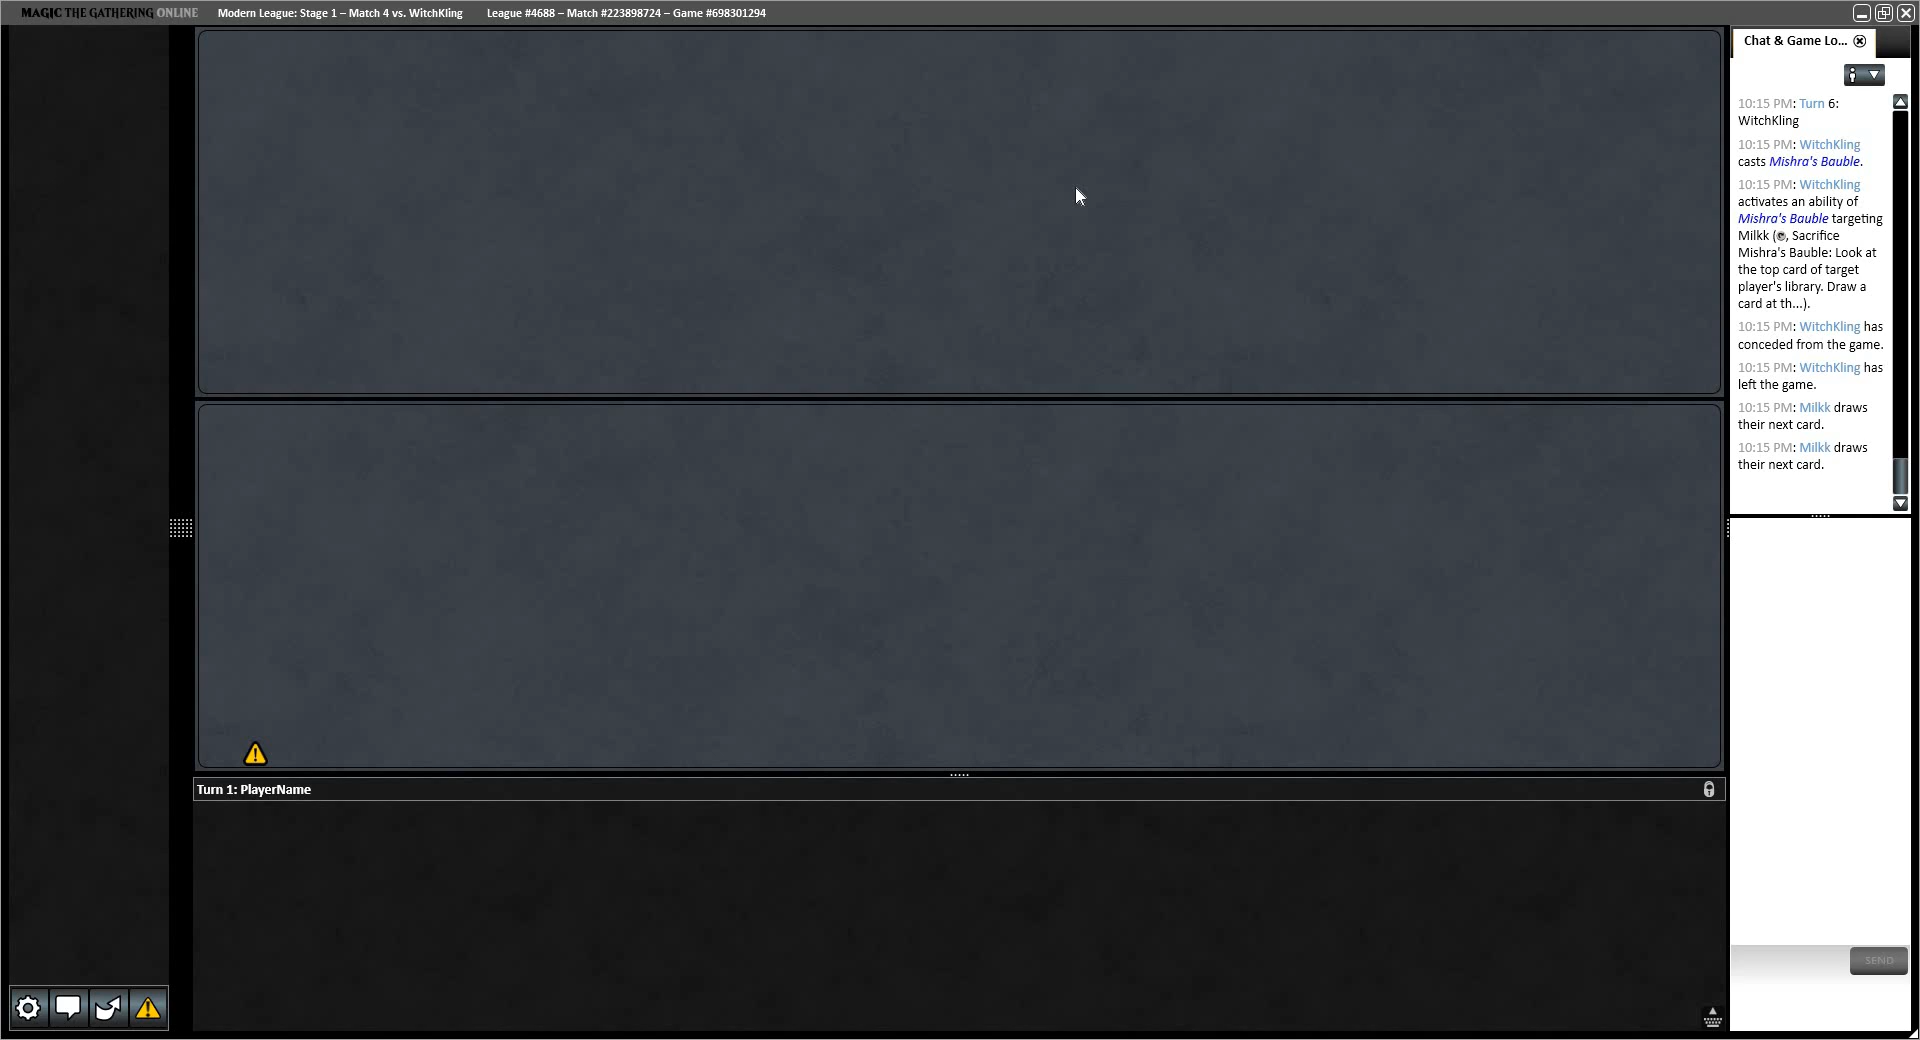 MAGIC THE GATHERING ONLINE Modern League: Stage 1 – Match 4 vs. WitchKling League #4688 – Match #223898724 – Game #698301294
Chat & Game Lo...
10:15 PM: Turn 6:
WitchKling
10:15 PM: WitchKling
casts Mishra's Bauble.
10:15 PM: WitchKling
activates an ability of
Mishra's Bauble targeting
Milkk (, Sacrifice
Mishra's Bauble: Look at
the top card of target
player's library. Draw a
card at th...).
10:15 PM: WitchKling has
conceded from the game.
10:15 PM: WitchKling has
left the game.
10:15 PM: Milkk draws
their next card.
10:15 PM: Milkk draws
their next card.
Turn 1: PlayerName
SEND